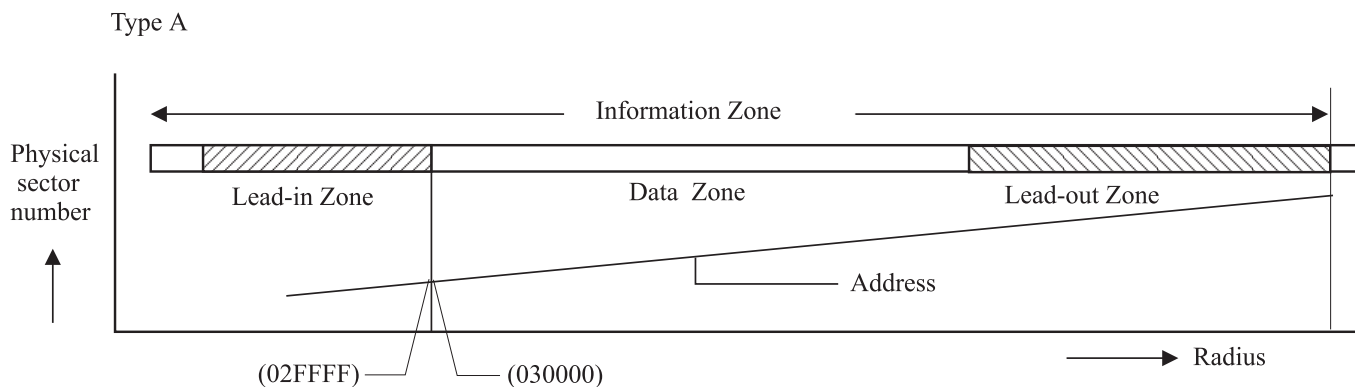 Type A
Information Zone
Physical
sector
number
Lead-in Zone
Data Zone
Lead-out Zone
Address
Radius
(02FFFF)
(030000)